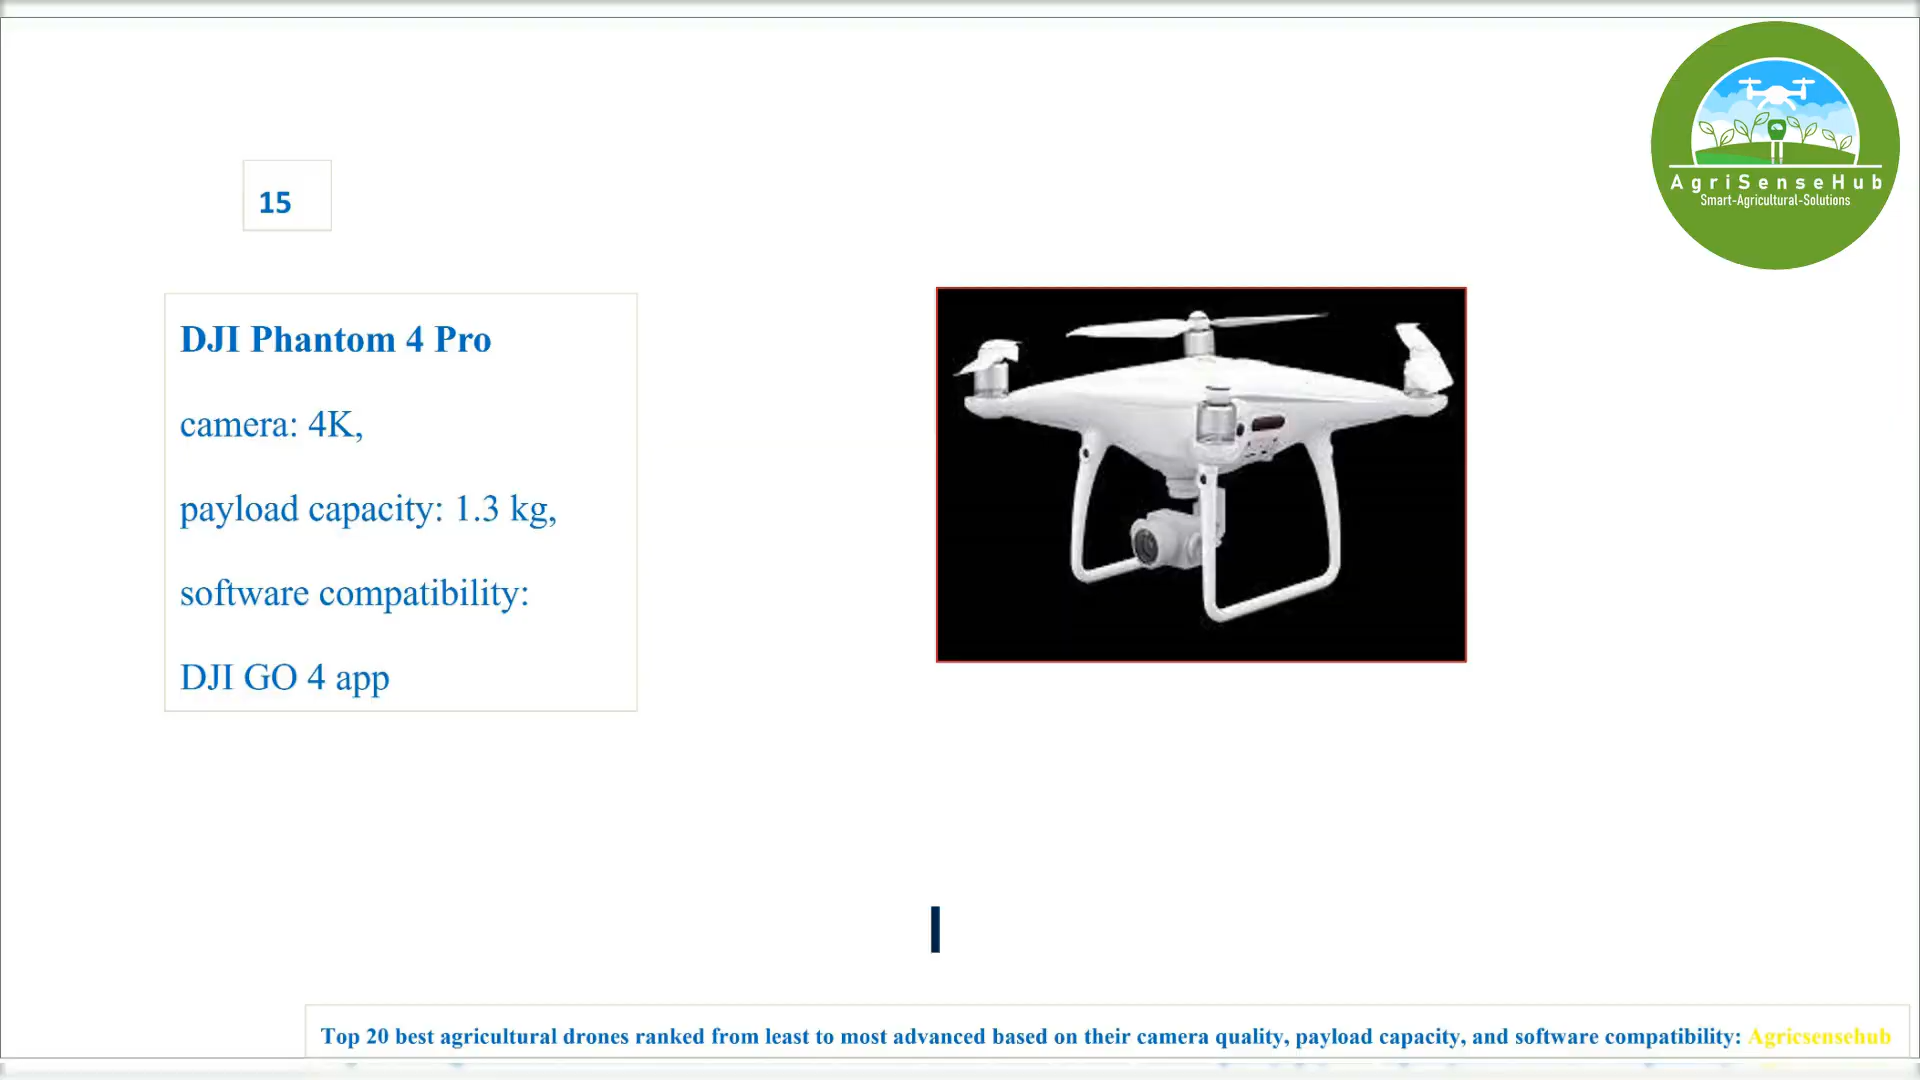 AgriSenseHub
Smart-Agricultural-Solutions
15
DJI Phantom 4 Pro
camera: 4K,
payload capacity: 1.3 kg,
software compatibility:
DJI GO 4 app
Top 20 best agricultural drones ranked from least to most advanced based on their camera quality, payload capacity, and software compatibility: Agricsensehub